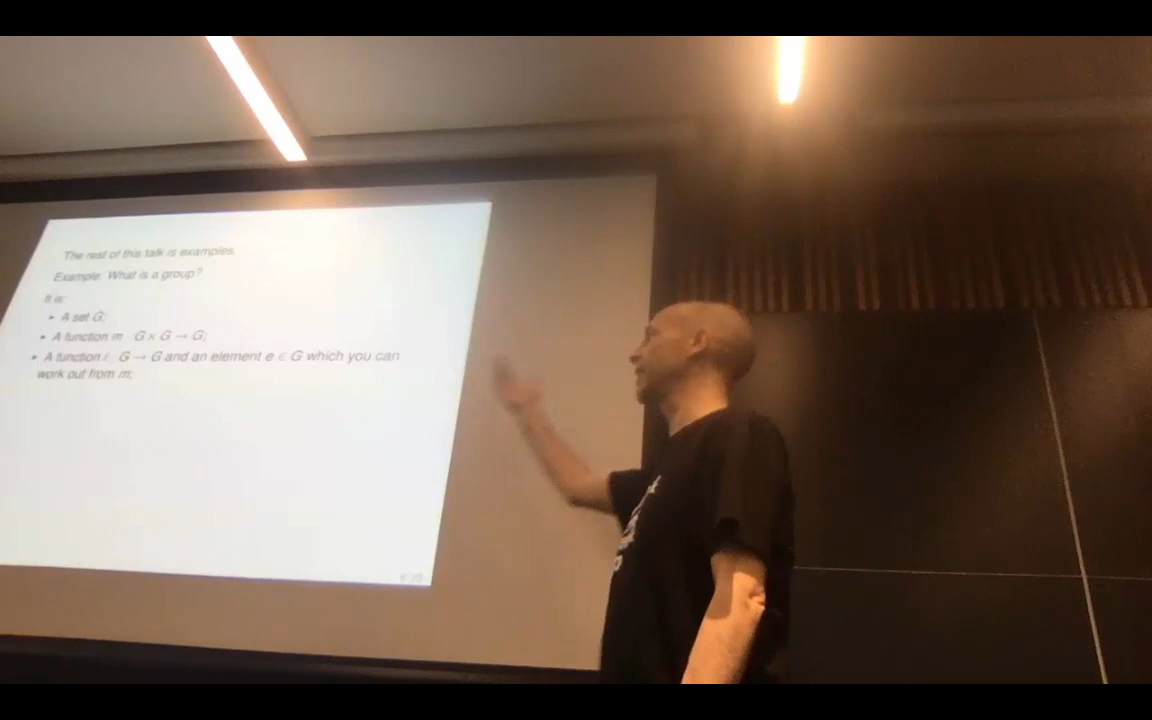 The rest of this talk is examples.
Example: What is a group?
It is:
• A set G;
• A function m : G × G → G;
• A function i : G → G and an element e ∈ G which you can
work out from m;